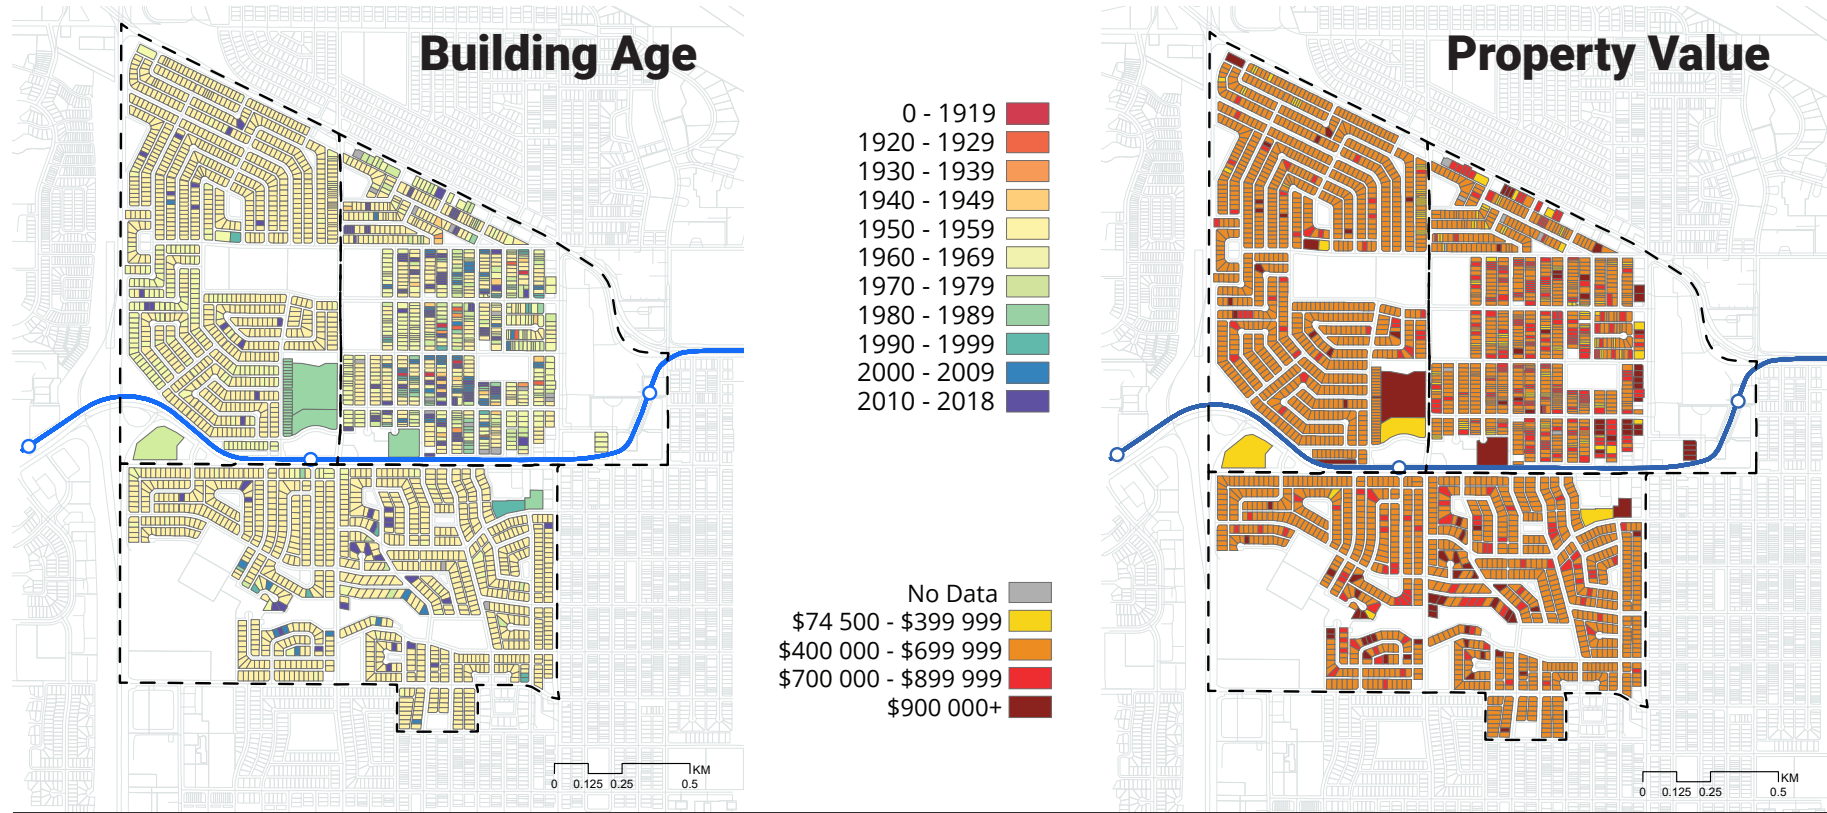 Building Age
Property Value
0 - 1919
1920 - 1929
1930 - 1939
1940 - 1949
1950 - 1959
1960 - 1969
1970 - 1979
1980 - 1989
1990 - 1999
2000 - 2009
2010 - 2018
No Data
$74 500 - $399 999
$400 000 - $699 999
$700 000 - $899 999
$900 000+
KM
0 0.125 0.25 0.5
KM
0 0.125 0.25 0.5